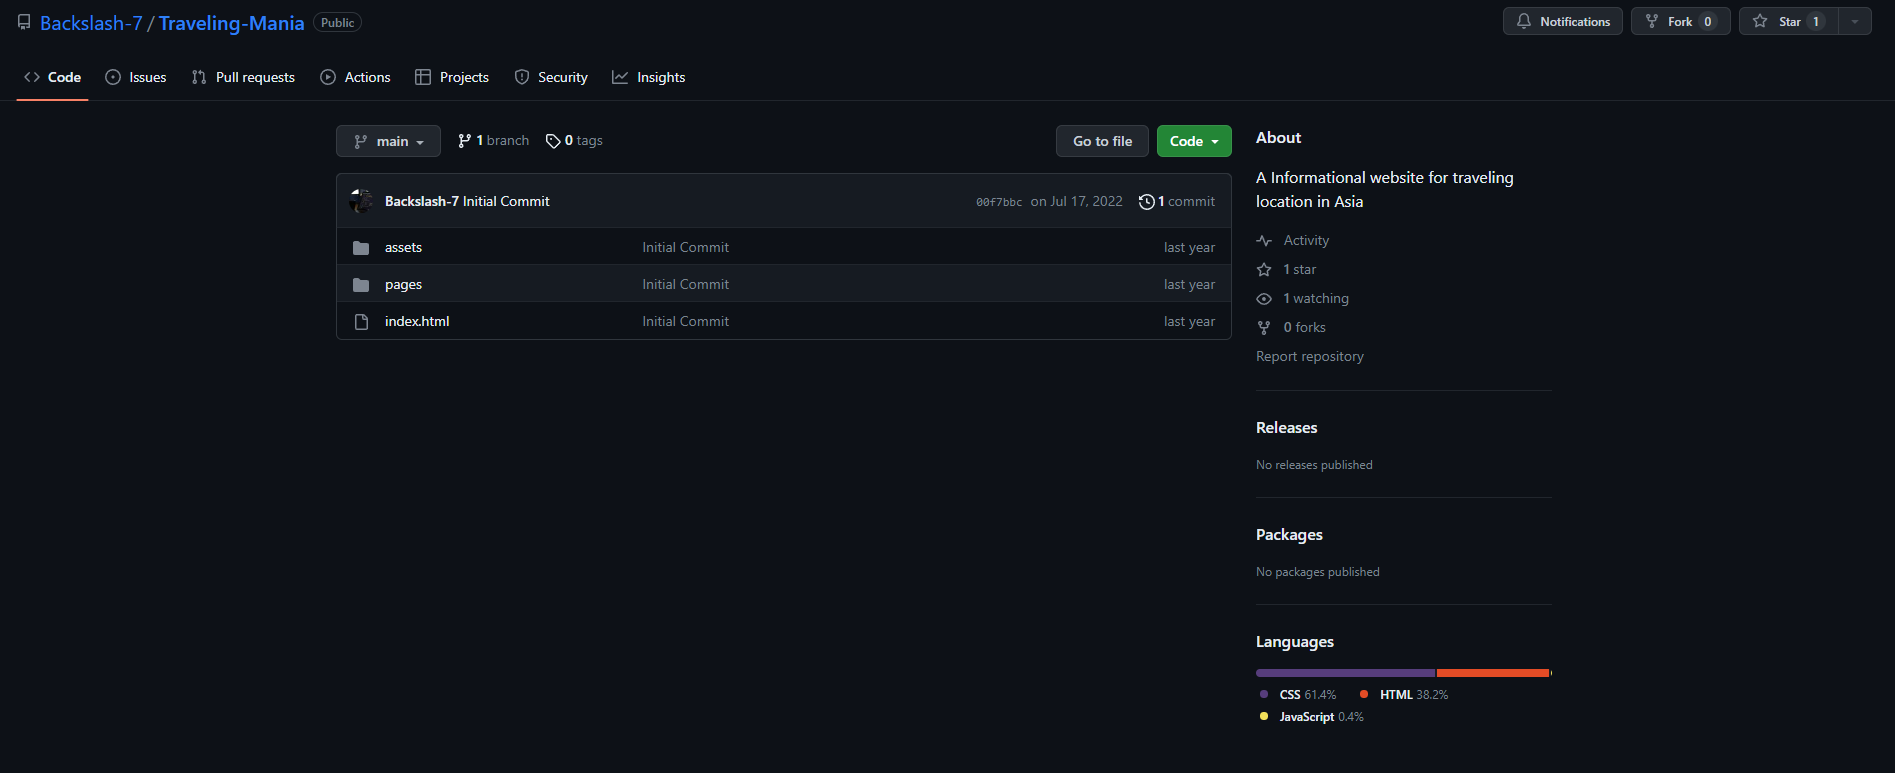 Backslash-7 / Traveling-Mania Public
Notifications Fork 0 Star 1
Code Issues Pull requests Actions Projects Security Insights
main 1 branch 0 tags Go to file Code
Backslash-7 Initial Commit 00f7bbc on Jul 17, 2022 1 commit
assets Initial Commit last year
pages Initial Commit last year
index.html Initial Commit last year
About
A Informational website for traveling
location in Asia
Activity
1 star
1 watching
0 forks
Report repository
Releases
No releases published
Packages
No packages published
Languages
CSS 61.4% HTML 38.2%
JavaScript 0.4%